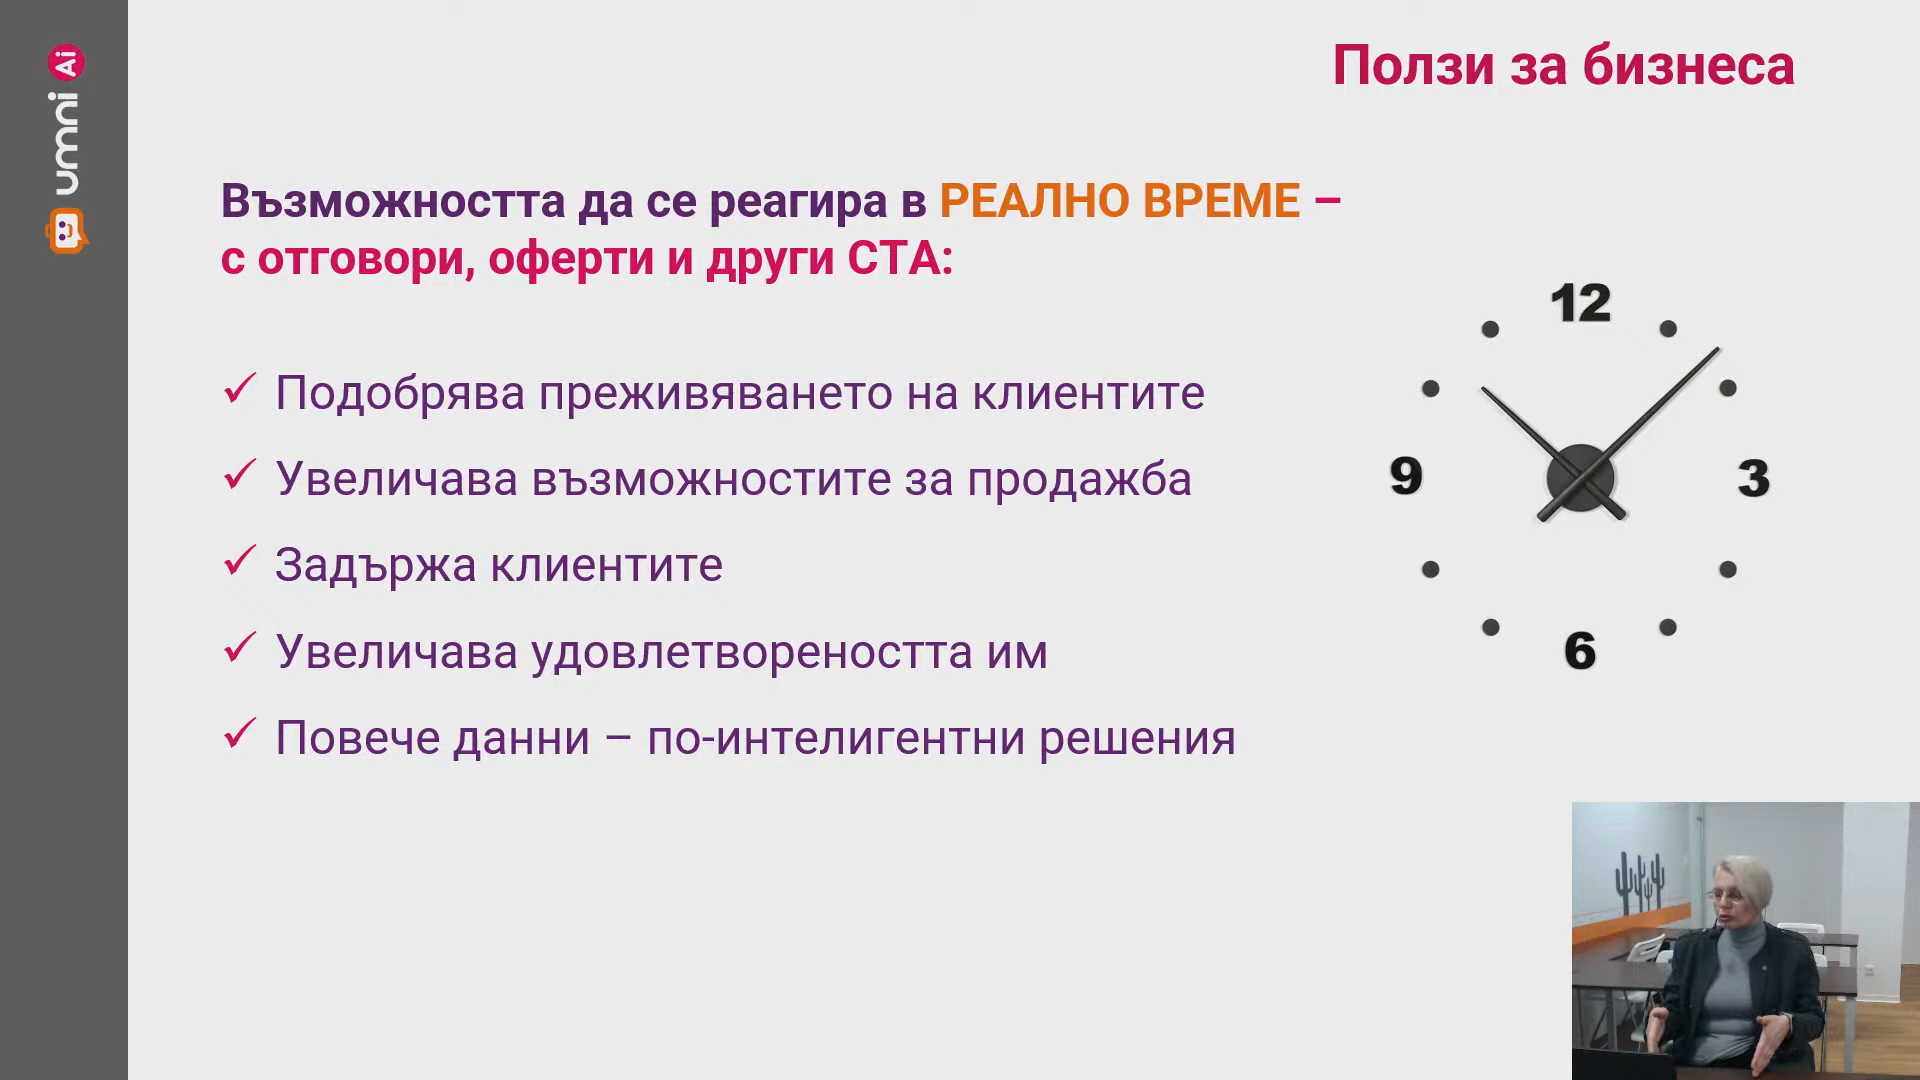 umni Ai
Ползи за бизнеса
Възможността да се реагира в РЕАЛНО ВРЕМЕ –
с отговори, оферти и други СТА:
✓ Подобрява преживяването на клиентите
✓ Увеличава възможностите за продажба
✓ Задържа клиентите
✓ Увеличава удовлетвореността им
✓ Повече данни – по-интелигентни решения
12
9
3
6